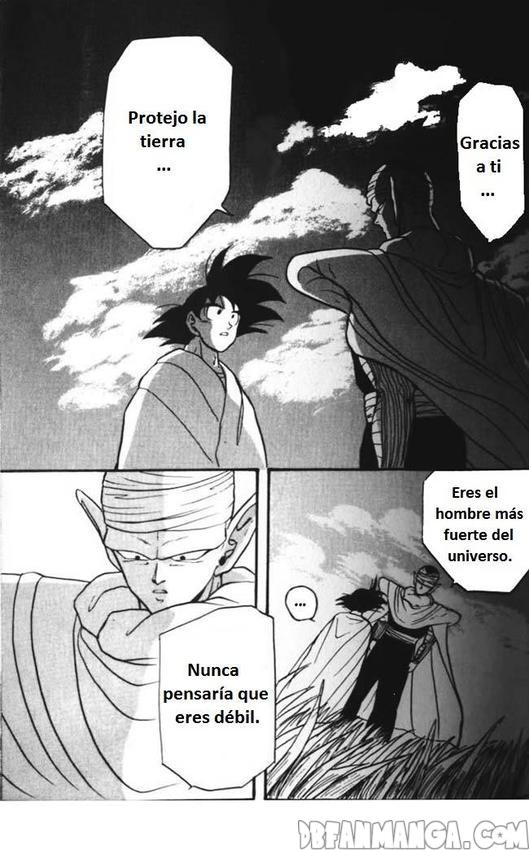 Protejo la
tierra
...
Gracias
a ti
...
Nunca
pensaría que
eres débil.
Eres el
hombre más
fuerte del
universo.
...
DBFANMANGA.COM